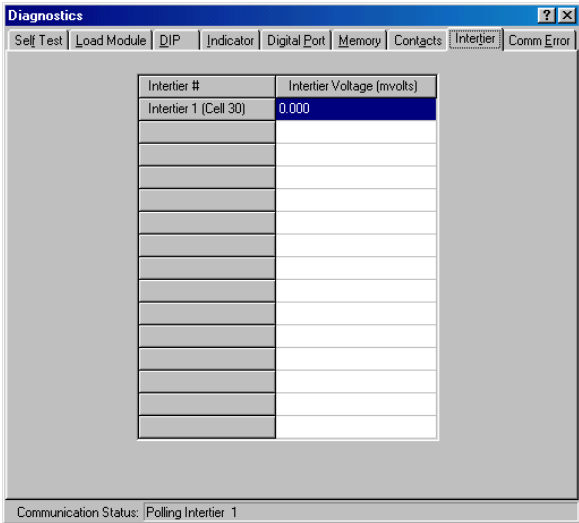 Diagnostics
Self Test Load Module DIP Indicator Digital Port Memory Contacts Intertier Comm Error
Intertier # Intertier Voltage (mvolts)
Intertier 1 (Cell 30) 0.000
Communication Status: Polling Intertier 1